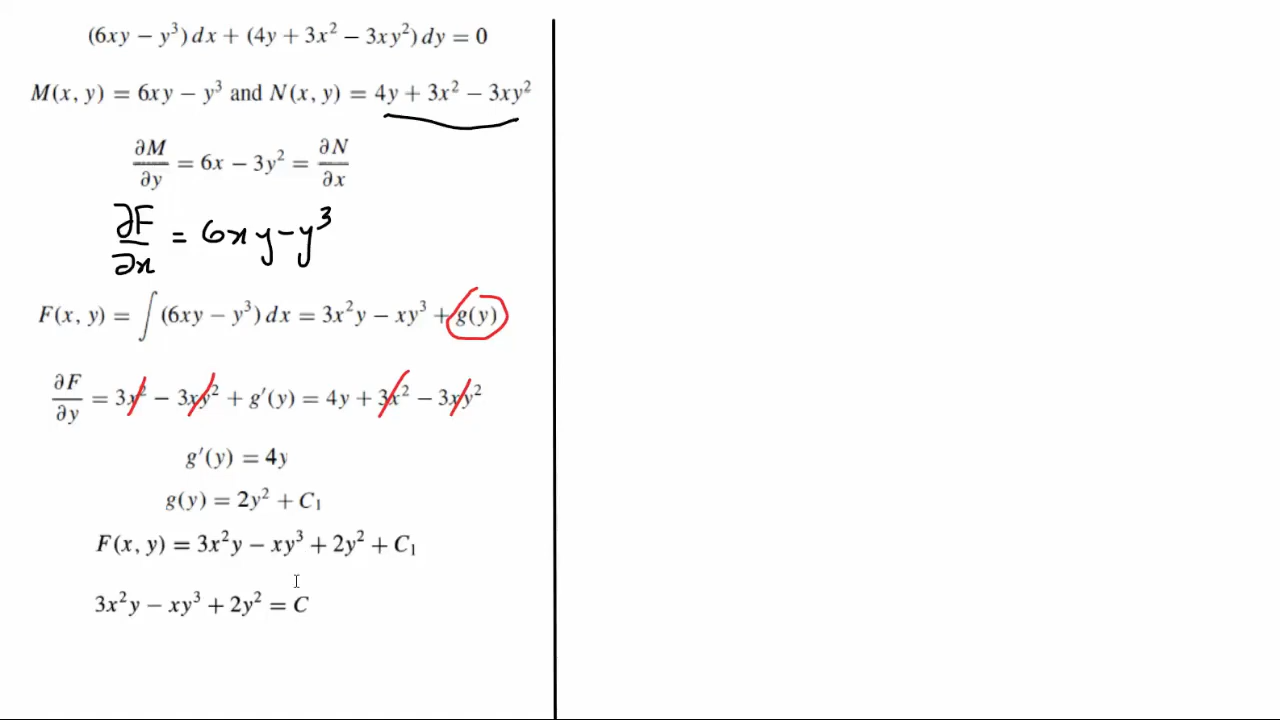 (6xy − y³) dx + (4y + 3x² − 3xy²) dy = 0
M(x, y) = 6xy − y³ and N(x, y) = 4y + 3x² − 3xy²
∂M/∂y = 6x − 3y² = ∂N/∂x
∂F/∂x = 6xy − y³
F(x, y) = ∫ (6xy − y³) dx = 3x²y − xy³ + g(y)
∂F/∂y = 3x² − 3xy² + g′(y) = 4y + 3x² − 3xy²
g′(y) = 4y
g(y) = 2y² + C₁
F(x, y) = 3x²y − xy³ + 2y² + C₁
3x²y − xy³ + 2y² = C